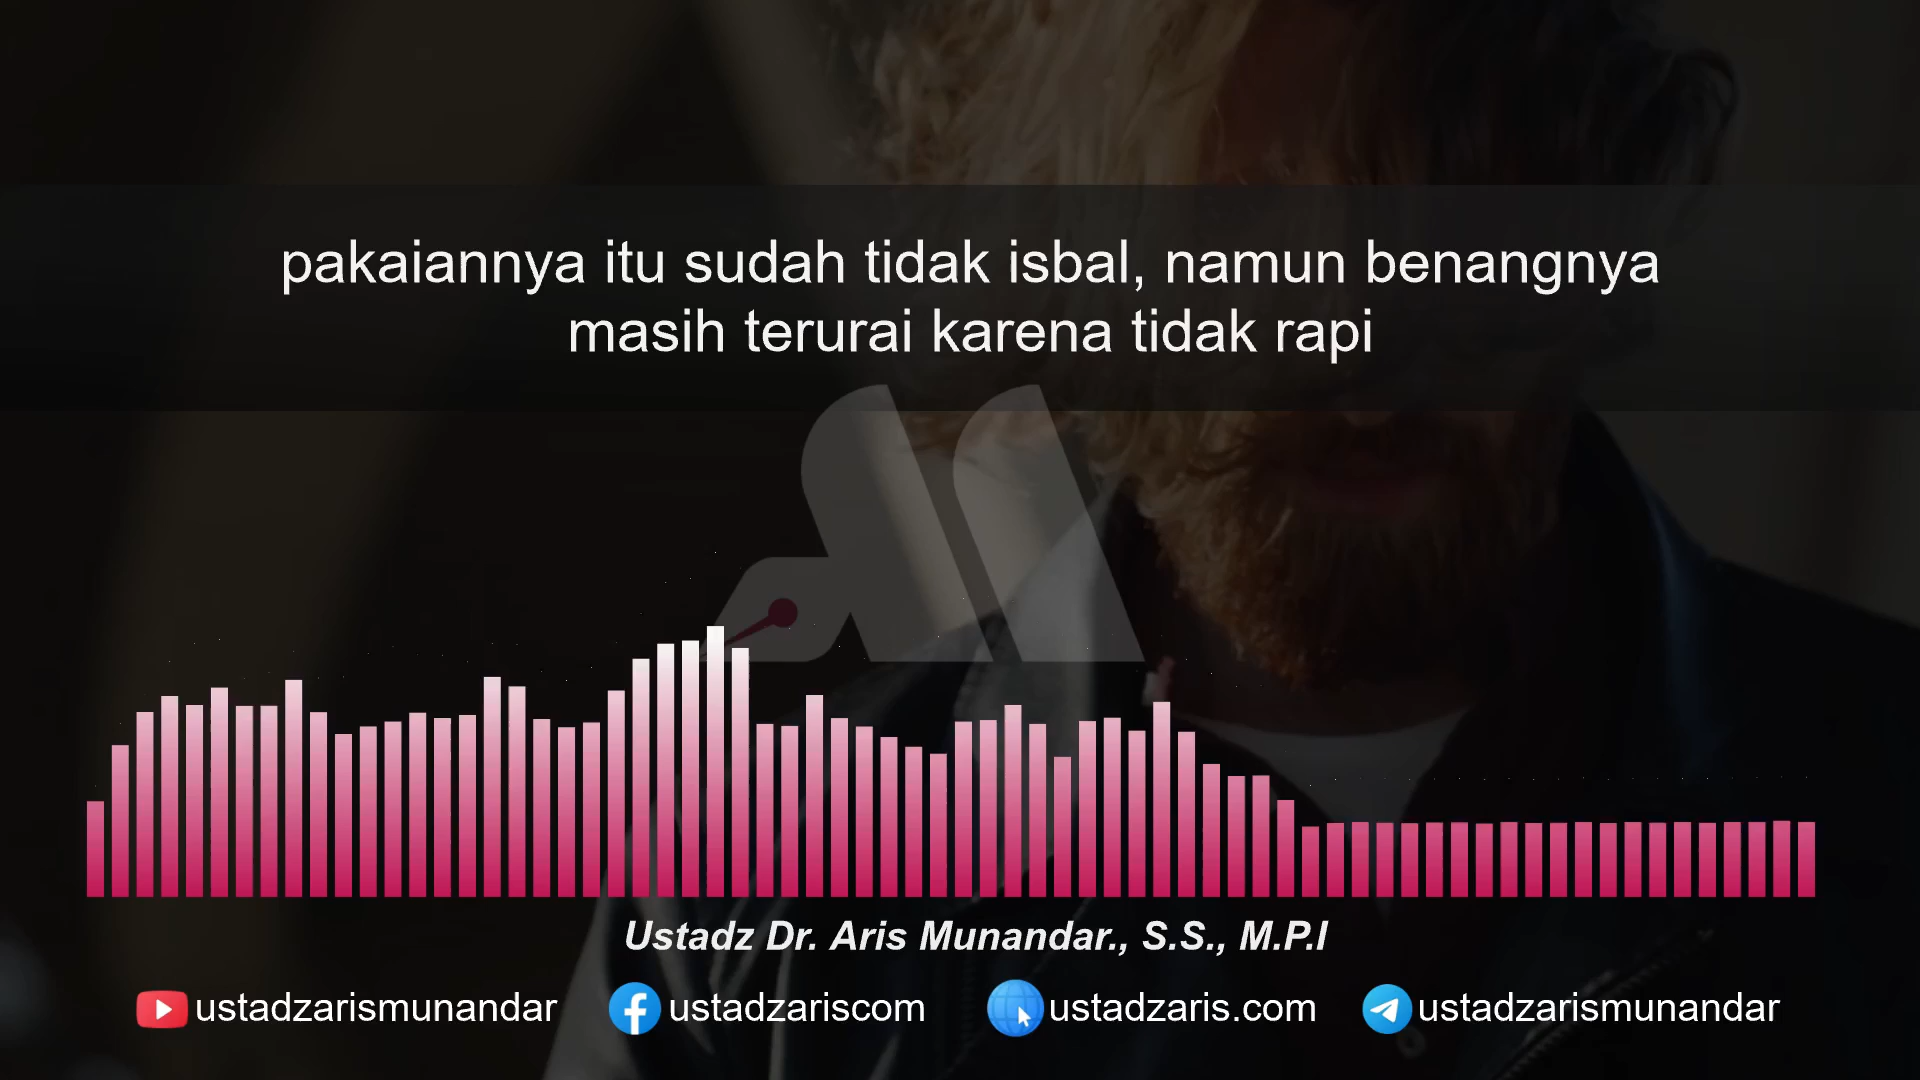 pakaiannya itu sudah tidak isbal, namun benangnya
masih terurai karena tidak rapi
Ustadz Dr. Aris Munandar., S.S., M.P.I
ustadzarismunandar
ustadzariscom
ustadzaris.com
ustadzarismunandar